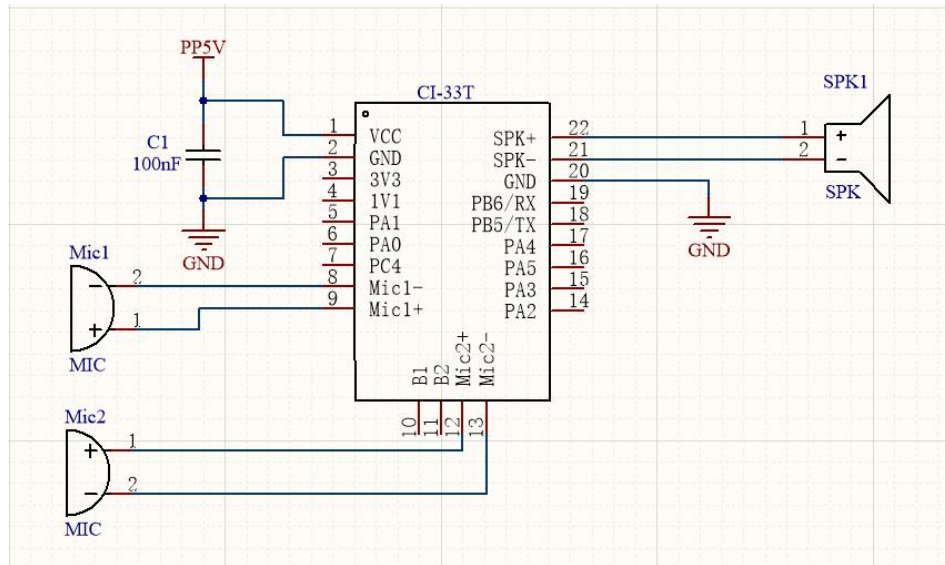 PP5V
C1
100nF
GND
CI-33T
1 VCC
2 GND
3 3V3
4 1V1
5 PA1
6 PA0
7 PC4
8 Mic1-
9 Mic1+
10 B1
11 B2
12 Mic2+
13 Mic2-
SPK+ 22
SPK- 21
GND 20
PB6/RX 19
PB5/TX 18
PA4 17
PA5 16
PA3 15
PA2 14
SPK1
1 +
2 -
SPK
GND
Mic1
- 2
+ 1
MIC
Mic2
+ 1
- 2
MIC